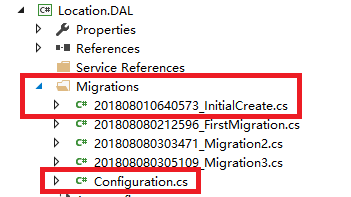 Location.DAL
Properties
References
Service References
Migrations
201808010640573_InitialCreate.cs
201808080212596_FirstMigration.cs
201808080303471_Migration2.cs
201808080305109_Migration3.cs
Configuration.cs